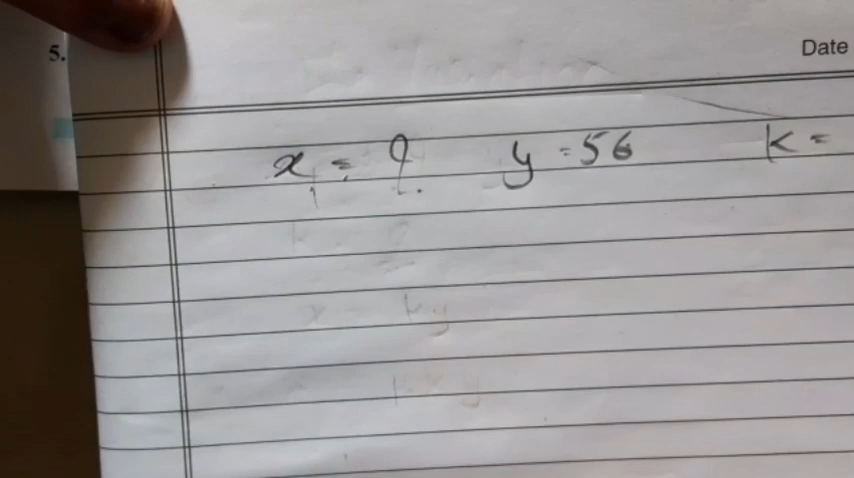 5.
Date
x = ? y = 56 k =